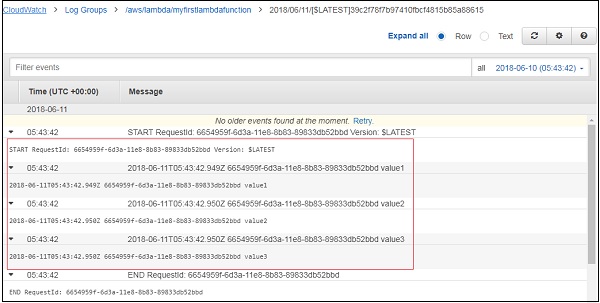 CloudWatch > Log Groups > /aws/lambda/myfirstlambdafunction > 2018/06/11/[$LATEST]39c2f78f7b97410fbcf4815b85a88615
Expand all Row Text
Filter events all 2018-06-10 (05:43:42)
Time (UTC +00:00) Message
2018-06-11
No older events found at the moment. Retry.
05:43:42 START RequestId: 6654959f-6d3a-11e8-8b83-89833db52bbd Version: $LATEST
START RequestId: 6654959f-6d3a-11e8-8b83-89833db52bbd Version: $LATEST
05:43:42 2018-06-11T05:43:42.949Z 6654959f-6d3a-11e8-8b83-89833db52bbd value1
2018-06-11T05:43:42.949Z 6654959f-6d3a-11e8-8b83-89833db52bbd value1
05:43:42 2018-06-11T05:43:42.950Z 6654959f-6d3a-11e8-8b83-89833db52bbd value2
2018-06-11T05:43:42.950Z 6654959f-6d3a-11e8-8b83-89833db52bbd value2
05:43:42 2018-06-11T05:43:42.950Z 6654959f-6d3a-11e8-8b83-89833db52bbd value3
2018-06-11T05:43:42.950Z 6654959f-6d3a-11e8-8b83-89833db52bbd value3
05:43:42 END RequestId: 6654959f-6d3a-11e8-8b83-89833db52bbd
END RequestId: 6654959f-6d3a-11e8-8b83-89833db52bbd